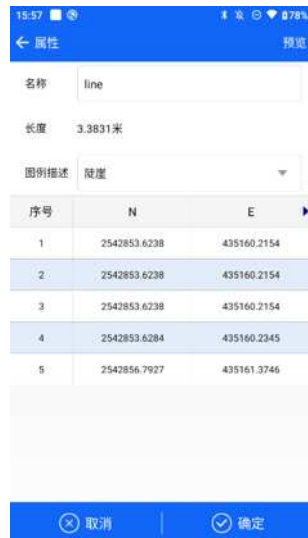 15:57 78%
属性 预览
名称 line
长度 3.3831米
图例描述 陡崖
序号 N E
1 2542853.6238 435160.2154
2 2542853.6238 435160.2154
3 2542853.6238 435160.2154
4 2542853.6284 435160.2345
5 2542856.7927 435161.3746
取消 确定